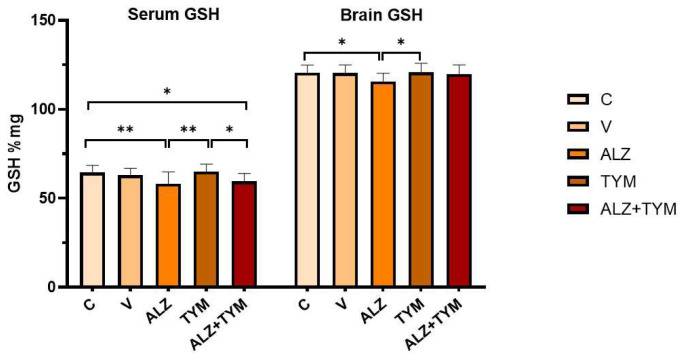 Serum GSH
Brain GSH
GSH %mg
150
100
50
0
*
** ** *
* *
C V ALZ TYM ALZ+TYM
C V ALZ TYM ALZ+TYM
C
V
ALZ
TYM
ALZ+TYM